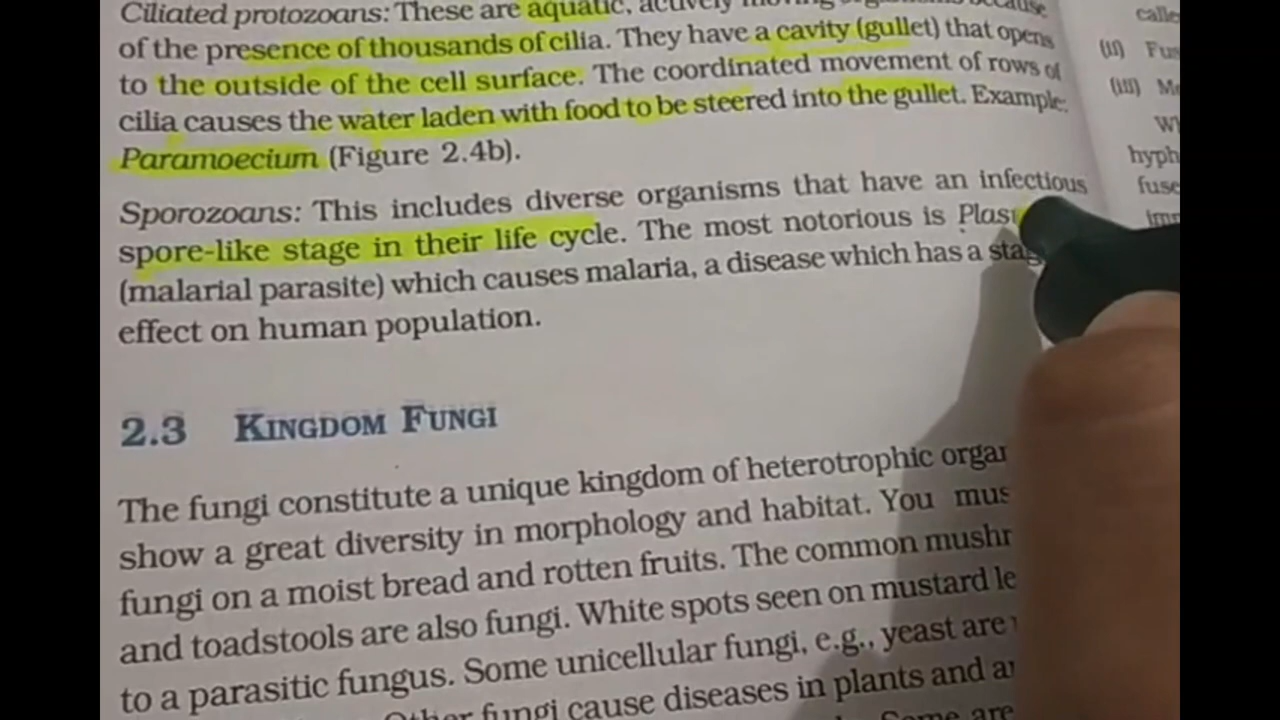 Ciliated protozoans: These are aquatic, actively moving organisms because
of the presence of thousands of cilia. They have a cavity (gullet) that opens
to the outside of the cell surface. The coordinated movement of rows of
cilia causes the water laden with food to be steered into the gullet. Example:
Paramoecium (Figure 2.4b).
Sporozoans: This includes diverse organisms that have an infectious
spore-like stage in their life cycle. The most notorious is Plas
(malarial parasite) which causes malaria, a disease which has a sta
effect on human population.
2.3 KINGDOM FUNGI
The fungi constitute a unique kingdom of heterotrophic organ
show a great diversity in morphology and habitat. You mus
fungi on a moist bread and rotten fruits. The common mushr
and toadstools are also fungi. White spots seen on mustard le
to a parasitic fungus. Some unicellular fungi, e.g., yeast are
Other fungi cause diseases in plants and a
Some are
calle
(ii) Fus
(iii) Me
Wh
hyph
fuse